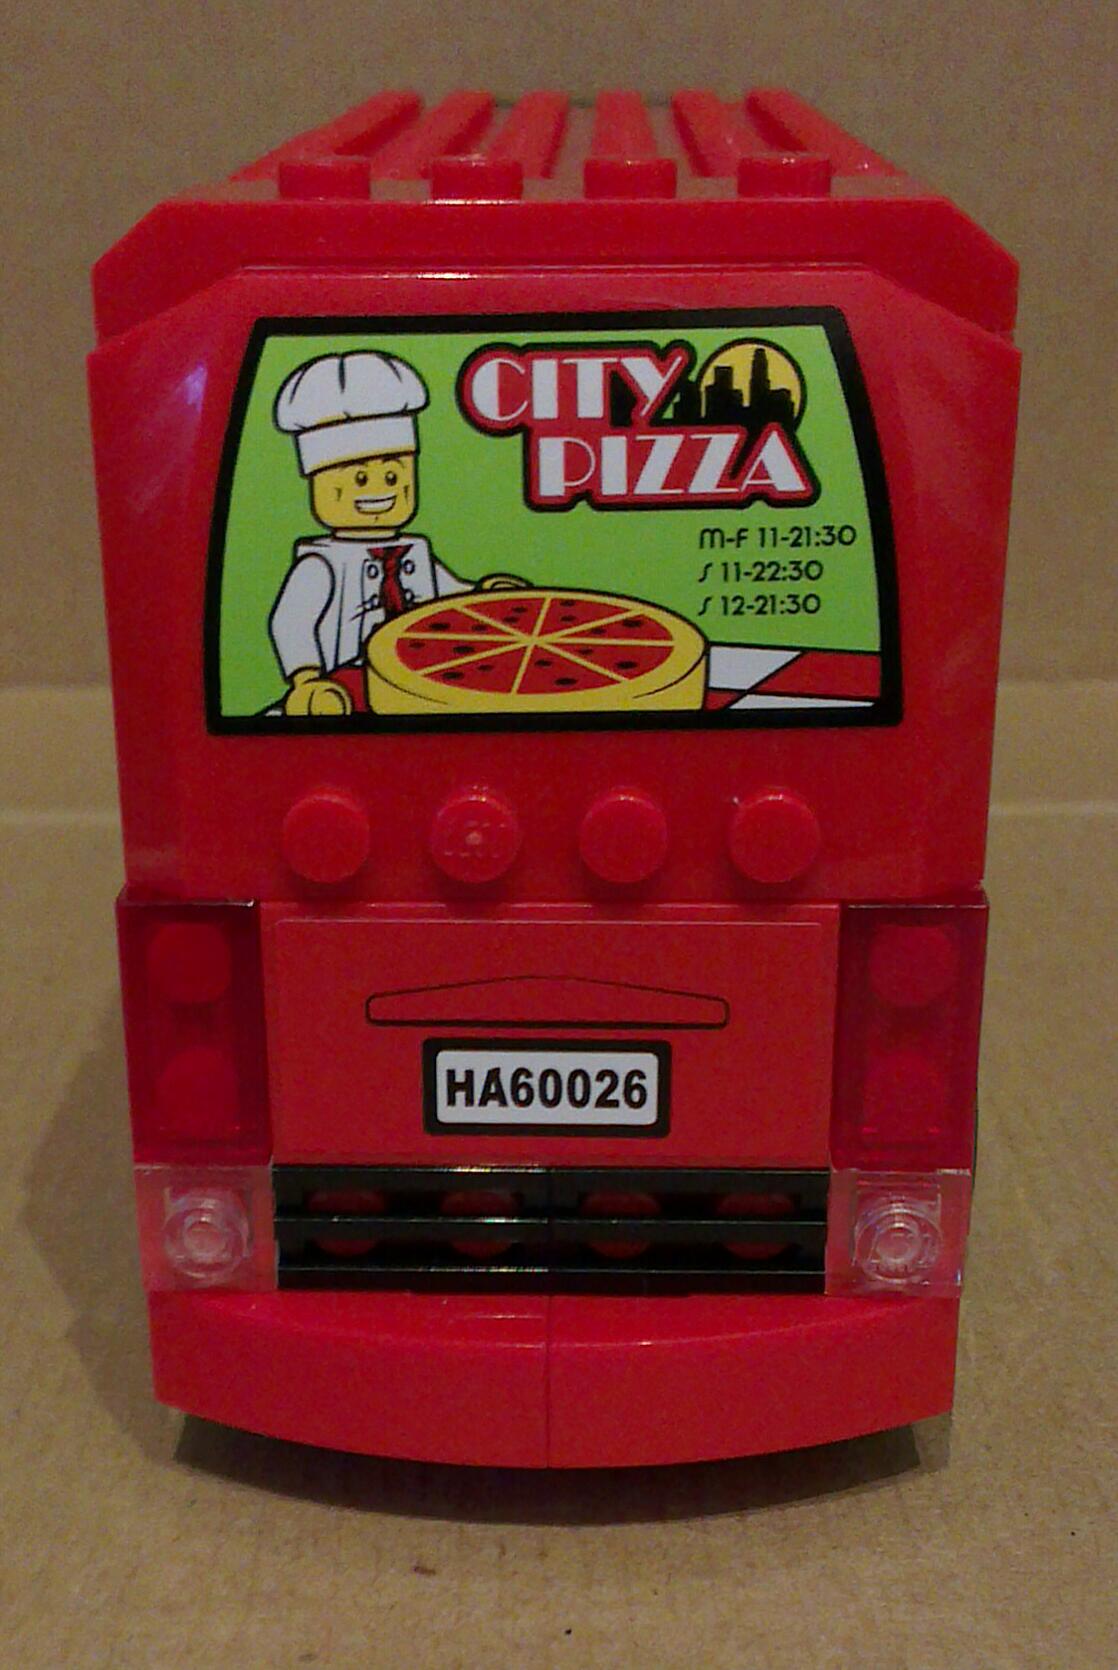 CITY
PIZZA
M-F 11-21:30
S 11-22:30
S 12-21:30
HA60026